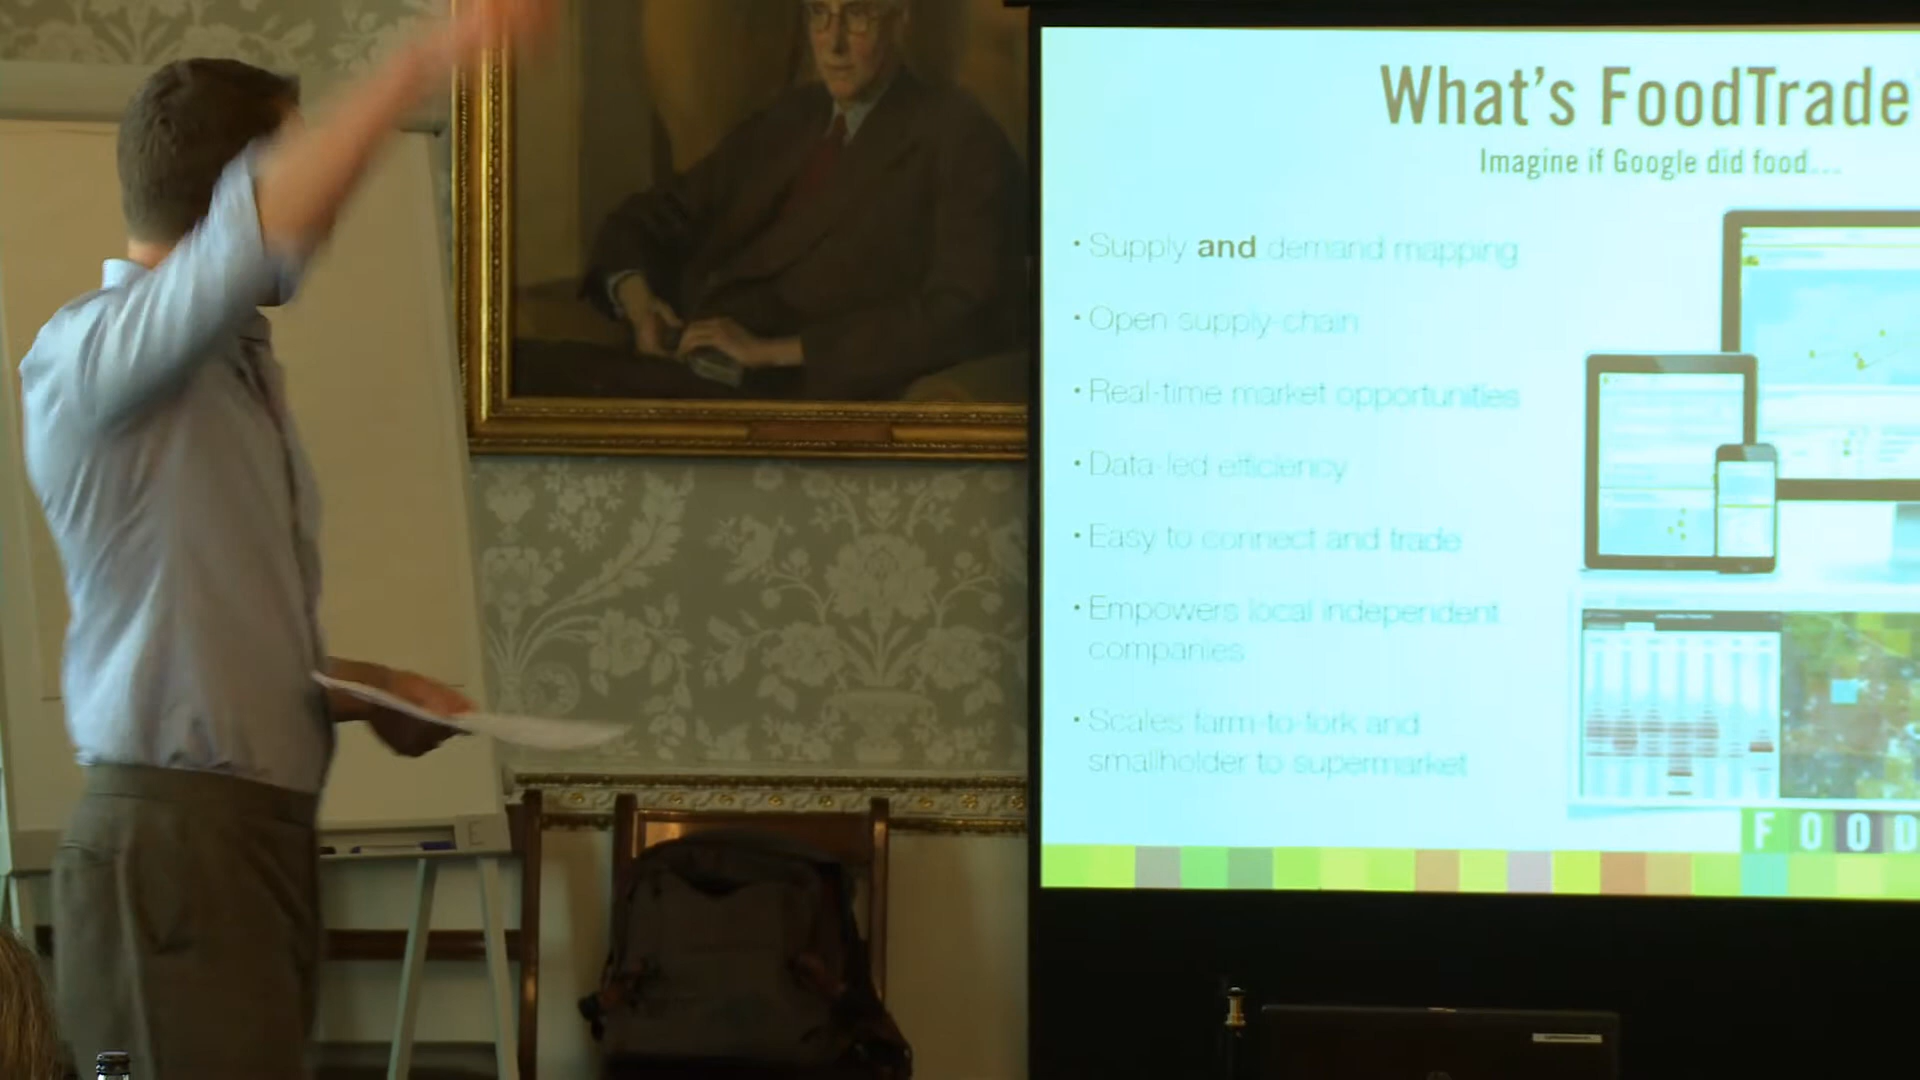 What's FoodTrade
Imagine if Google did food...
• Supply and demand mapping
• Open supply-chain
• Real-time market opportunities
• Data-led efficiency
• Easy to connect and trade
• Empowers local independent
companies
• Scales farm-to-fork and
smallholder to supermarket
FOOD